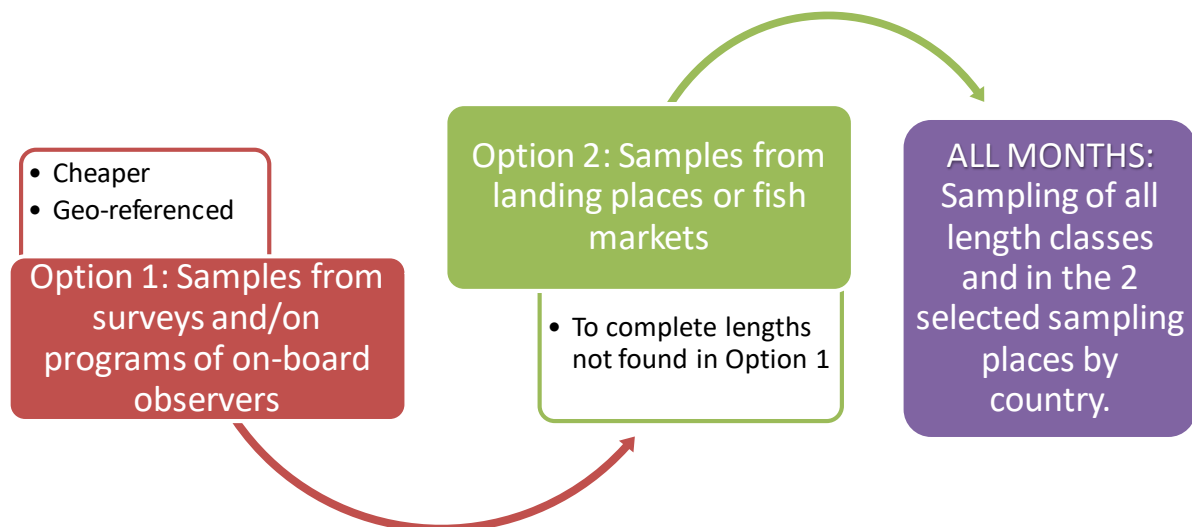 • Cheaper
• Geo-referenced
Option 1: Samples from
surveys and/on
programs of on-board
observers
Option 2: Samples from
landing places or fish
markets
• To complete lengths
not found in Option 1
ALL MONTHS:
Sampling of all
length classes
and in the 2
selected sampling
places by
country.